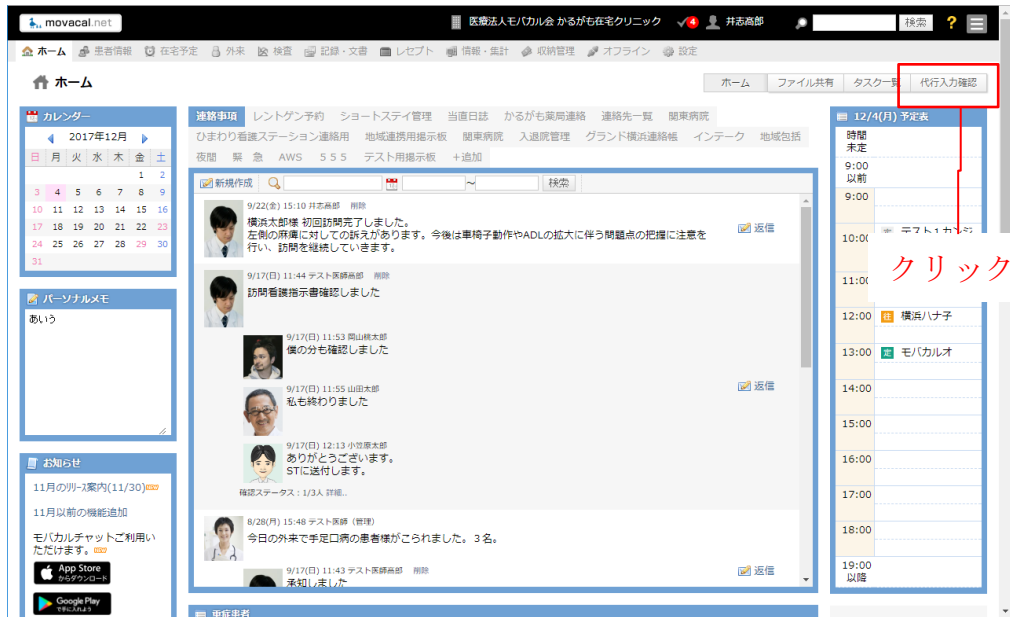 movacal.net
医療法人モバカル会 かるがも在宅クリニック
4
井志高郎
検索
?
ホーム 患者情報 在宅予定 外来 検査 記録・文書 レセプト 情報・集計 収納管理 オフライン 設定
ホーム
ホーム ファイル共有 タスク一覧 代行入力確認
カレンダー
2017年12月
日 月 火 水 木 金 土
1 2
3 4 5 6 7 8 9
10 11 12 13 14 15 16
17 18 19 20 21 22 23
24 25 26 27 28 29 30
31
パーソナルメモ
あいう
お知らせ
11月のリリース案内(11/30)
11月以前の機能追加
モバカルチャットご利用い
ただけます。
App Store
からダウンロード
Google Play
で手に入れよう
連絡事項 レントゲン予約 ショートステイ管理 当直日誌 かるがも薬局連絡 連絡先一覧 関東病院
ひまわり看護ステーション連絡用 地域連携用掲示板 関東病院 入退院管理 グランド横浜連絡帳 インテーク 地域包括
夜間 緊 急 AWS 5 5 5 テスト用掲示板 +追加
新規作成 ~ 検索
9/22(金) 15:10 井志高郎 削除
横浜太郎様 初回訪問完了しました。
左側の麻痺に対しての訴えがあります。今後は車椅子動作やADLの拡大に伴う問題点の把握に注意を
行い、訪問を継続していきます。
返信
9/17(日) 11:44 テスト医師高郎 削除
訪問看護指示書確認しました
9/17(日) 11:53 岡山桃太郎
僕の分も確認しました
9/17(日) 11:55 山田太郎
私も終わりました
返信
9/17(日) 12:13 小笠原太郎
ありがとうございます。
STに送付します。
確認ステータス : 1/3人 詳細..
8/28(月) 15:48 テスト医師（管理）
今日の外来で手足口病の患者様がこられました。３名。
9/17(日) 11:43 テスト医師高郎 削除
承知しました
返信
重症患者
12/4(月) 予定表
時間
未定
9:00
以前
9:00
10:00 定 テスト１カンジ
11:00
12:00 往 横浜ハナ子
13:00 定 モバカルオ
14:00
15:00
16:00
17:00
18:00
19:00
以降
クリック